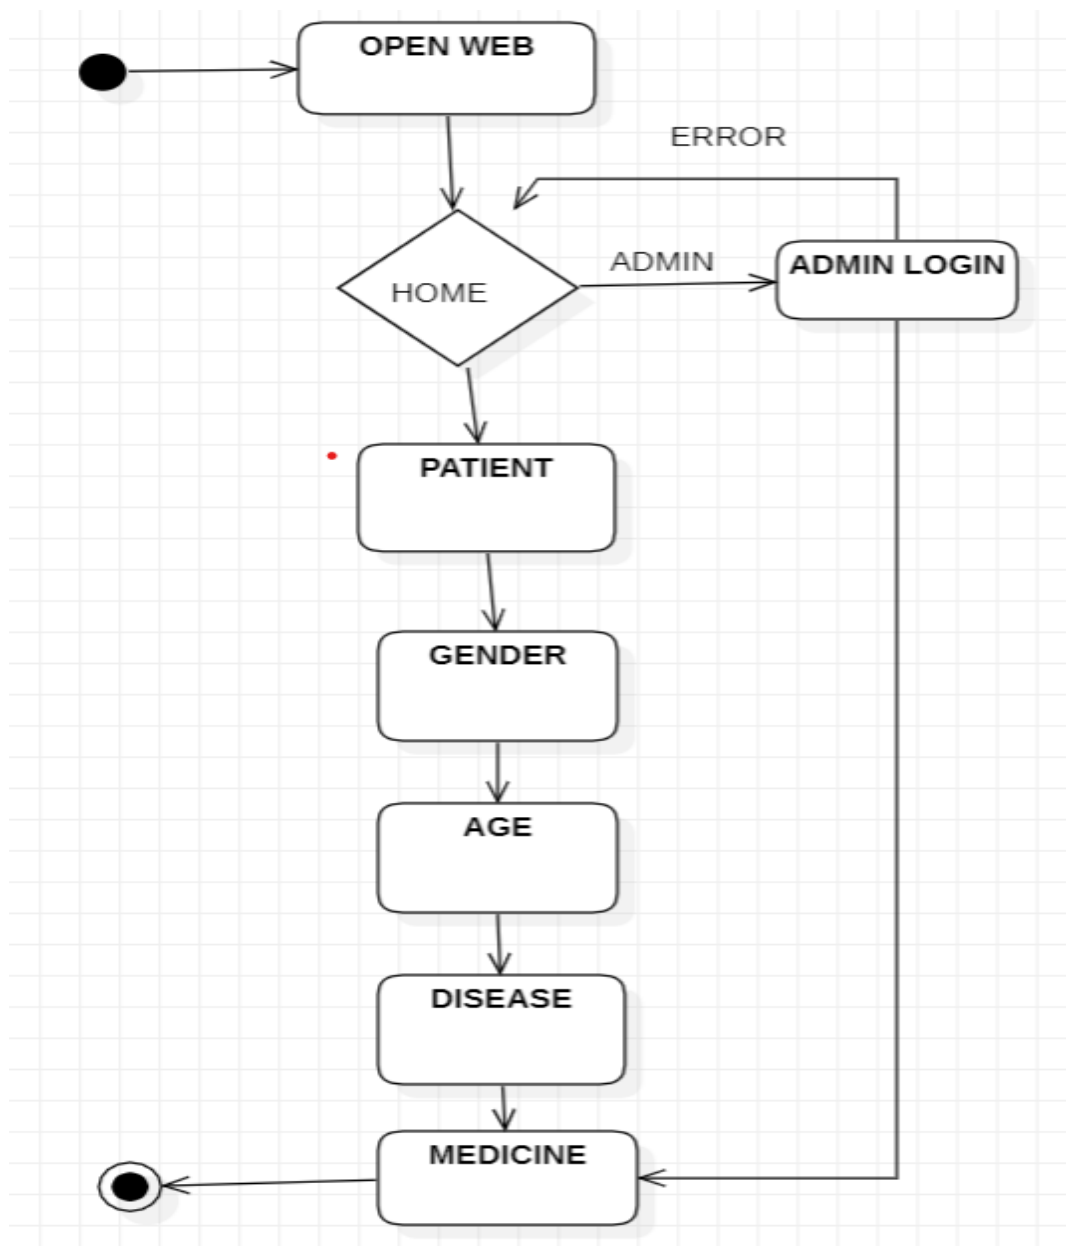 OPEN WEB
ERROR
ADMIN
ADMIN LOGIN
HOME
PATIENT
GENDER
AGE
DISEASE
MEDICINE